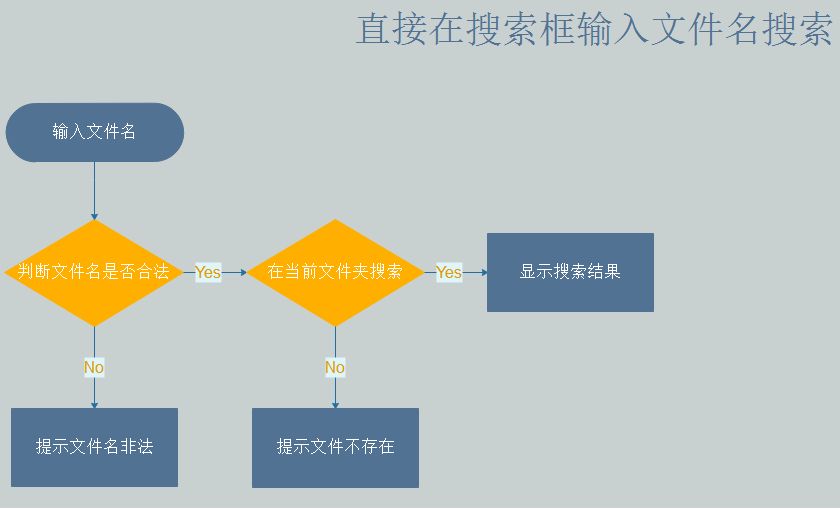 直接在搜索框输入文件名搜索
输入文件名
判断文件名是否合法
Yes
在当前文件夹搜索
Yes
显示搜索结果
No
No
提示文件名非法
提示文件不存在